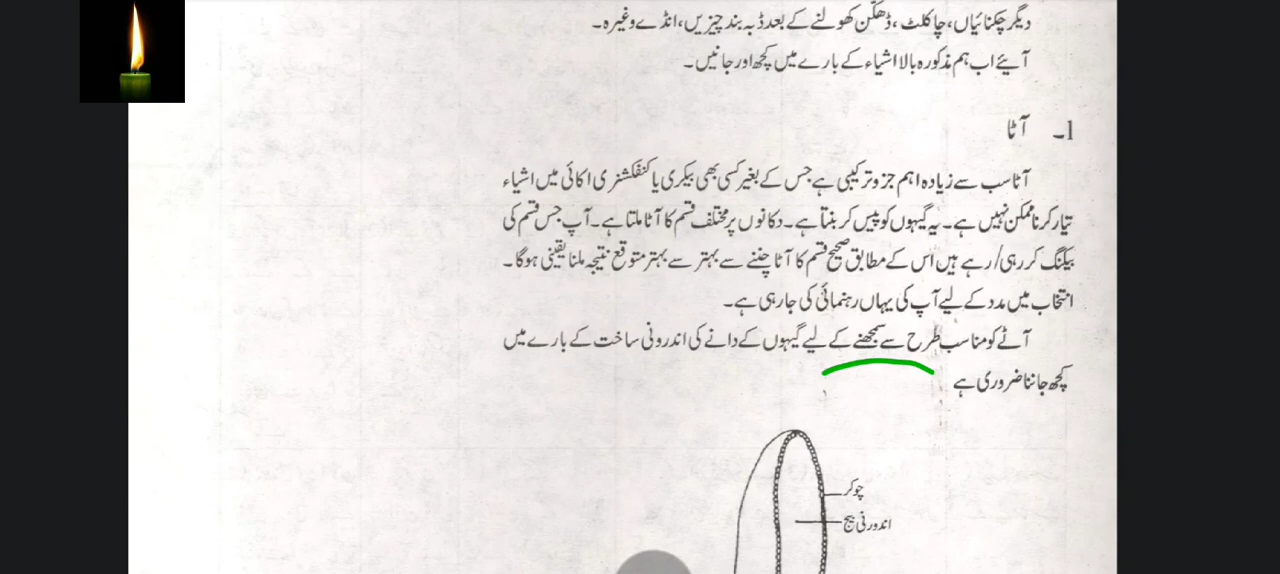 دیگر چکنائیاں، چاکلٹ، ڈھکّن کھولنے کے بعد ڈبہ بند چیزیں، انڈے وغیرہ۔
آیئے اب ہم مذکورہ بالا اشیاء کے بارے میں کچھ اور جانیں۔
1۔ آٹا
آٹا سب سے زیادہ اہم جزو ترکیبی ہے جس کے بغیر کسی بھی بیکری یا کنفکشنری اکائی میں اشیاء
تیار کرنا ممکن نہیں ہے۔ یہ گیہوں کو پیس کر بنتا ہے۔ دکانوں پر مختلف قسم کا آٹا ملتا ہے۔ آپ جس قسم کی
بیکنگ کر رہی/ رہے ہیں اُس کے مطابق صحیح قسم کا آٹا چننے سے بہتر سے بہتر متوقع نتیجہ ملنا یقینی ہوگا۔
انتخاب میں مدد کے لیے آپ کی یہاں رہنمائی کی جا رہی ہے۔
آٹے کو مناسب طرح سے سمجھنے کے لیے گیہوں کے دانے کی اندرونی ساخت کے بارے میں
کچھ جاننا ضروری ہے
چوکر
اندورنی بیج